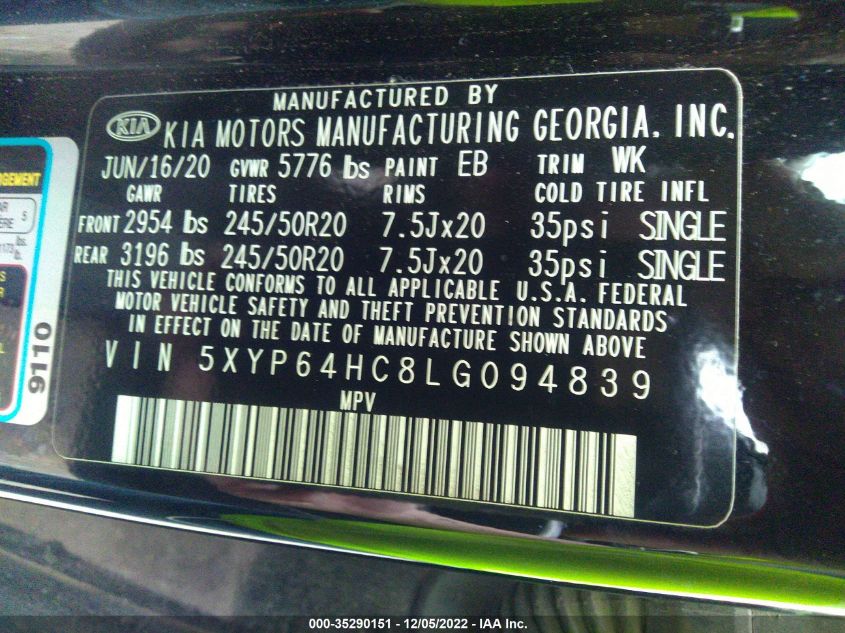 MANUFACTURED BY
KIA KIA MOTORS MANUFACTURING GEORGIA, INC.
JUN/16/20 GVWR 5776 lbs PAINT EB TRIM WK
GAWR TIRES RIMS COLD TIRE INFL
FRONT 2954 lbs 245/50R20 7.5Jx20 35psi SINGLE
REAR 3196 lbs 245/50R20 7.5Jx20 35psi SINGLE
THIS VEHICLE CONFORMS TO ALL APPLICABLE U.S.A. FEDERAL
MOTOR VEHICLE SAFETY AND THEFT PREVENTION STANDARDS
IN EFFECT ON THE DATE OF MANUFACTURE SHOWN ABOVE
VIN 5XYP64HC8LG094839
MPV
9110
000-35290151 - 12/05/2022 - IAA Inc.